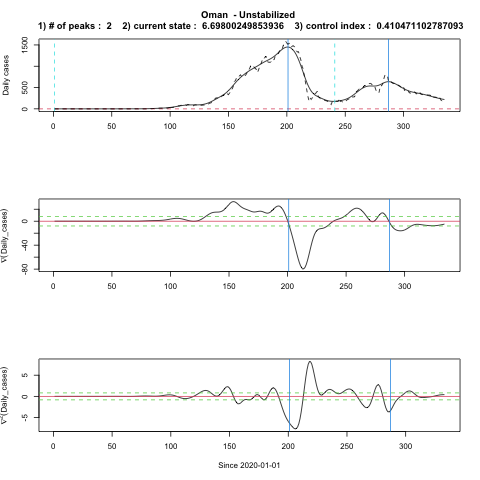 Oman - Unstabilized
1) # of peaks : 2 2) current state : 6.69800249853936 3) control index : 0.410471102787093
Daily cases
1500
500
0
0 50 100 150 200 250 300
∇(Daily_cases)
0
-40
-80
0 50 100 150 200 250 300
∇²(Daily_cases)
5
0
-5
0 50 100 150 200 250 300
Since 2020-01-01